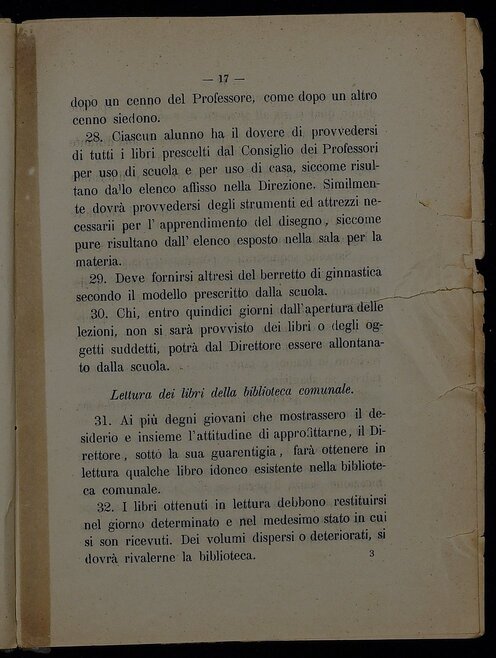 — 17 —
dopo un cenno del Professore, come dopo un altro
cenno siedono.
28. Ciascun alunno ha il dovere di provvedersi
di tutti i libri prescelti dal Consiglio dei Professori
per uso di scuola e per uso di casa, siccome risul-
tano dallo elenco affisso nella Direzione. Similmen-
te dovrà provvedersi degli strumenti ed attrezzi ne-
cessarii per l' apprendimento del disegno, siccome
pure risultano dall' elenco esposto nella sala per la
materia.
29. Deve fornirsi altresì del berretto di ginnastica
secondo il modello prescritto dalla scuola.
30. Chi, entro quindici giorni dall'apertura delle
lezioni, non si sarà provvisto dei libri o degli og-
getti suddetti, potrà dal Direttore essere allontana-
to dalla scuola.
Lettura dei libri della biblioteca comunale.
31. Ai più degni giovani che mostrassero il de-
siderio e insieme l'attitudine di approfittarne, il Di-
rettore, sotto la sua guarentigia, farà ottenere in
lettura qualche libro idoneo esistente nella bibliote-
ca comunale.
32. I libri ottenuti in lettura debbono restituirsi
nel giorno determinato e nel medesimo stato in cui
si son ricevuti. Dei volumi dispersi o deteriorati, si
dovrà rivalerne la biblioteca.
3